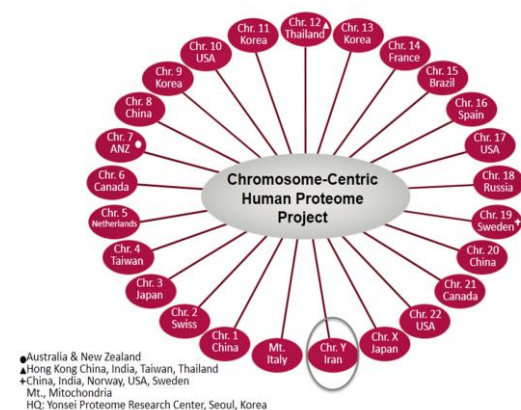 Chr. 12
Thailand▲
Chr. 13
Korea
Chr. 14
France
Chr. 15
Brazil
Chr. 16
Spain
Chr. 17
USA
Chr. 18
Russia
Chr. 19
Sweden+
Chr. 20
China
Chr. 21
Canada
Chr. 22
USA
Chr. X
Japan
Chr. Y
Iran
Mt.
Italy
Chr. 1
China
Chr. 2
Swiss
Chr. 3
Japan
Chr. 4
Taiwan
Chr. 5
Netherlands
Chr. 6
Canada
Chr. 7
ANZ●
Chr. 8
China
Chr. 9
Korea
Chr. 10
USA
Chr. 11
Korea
Chromosome-Centric
Human Proteome
Project
●Australia & New Zealand
▲Hong Kong China, India, Taiwan, Thailand
+China, India, Norway, USA, Sweden
Mt., Mitochondria
HQ: Yonsei Proteome Research Center, Seoul, Korea